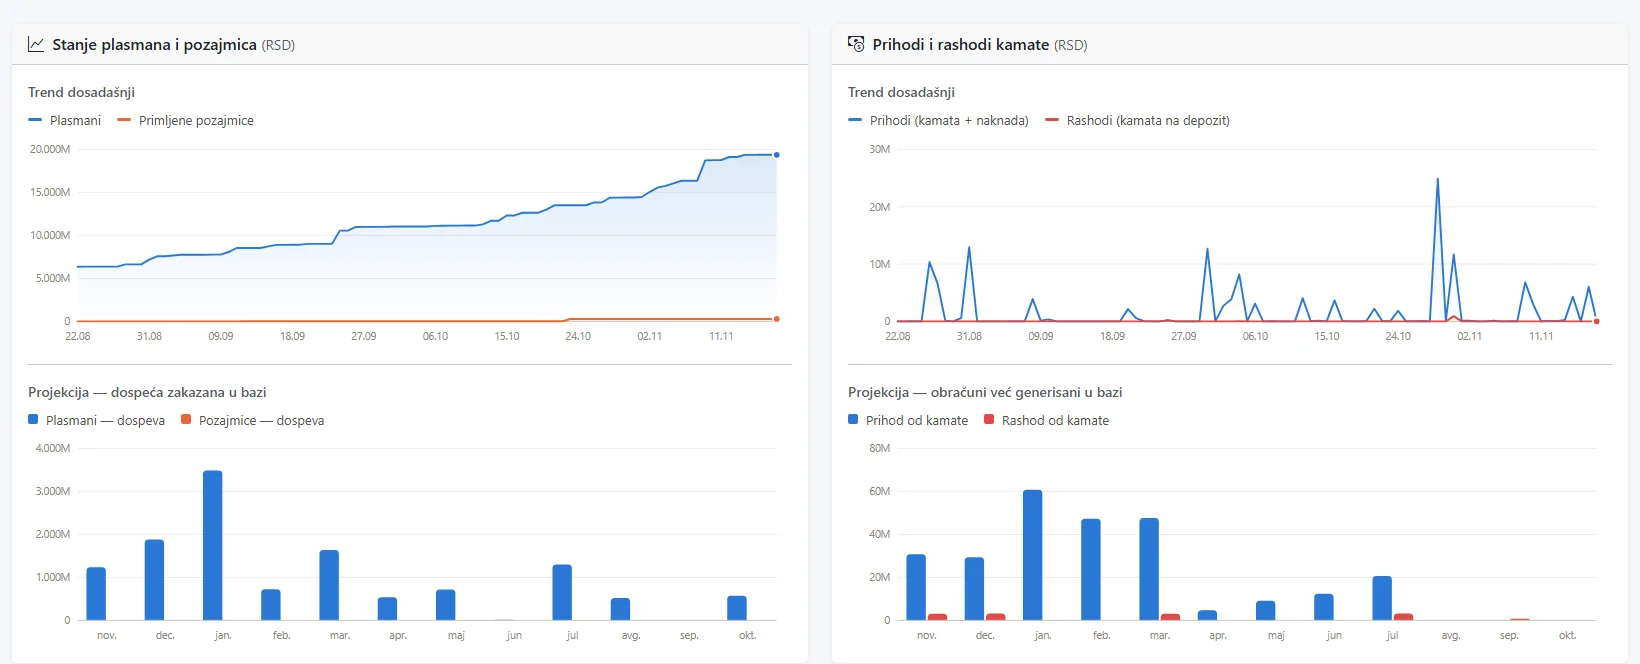 Stanje plasmana i pozajmica (RSD)
Trend dosadašnji
Plasmani Primljene pozajmice
20.000M
15.000M
10.000M
5.000M
0
22.08 31.08 09.09 18.09 27.09 06.10 15.10 24.10 02.11 11.11
Projekcija — dospeća zakazana u bazi
Plasmani — dospeva Pozajmice — dospeva
4.000M
3.000M
2.000M
1.000M
0
nov. dec. jan. feb. mar. apr. maj jun jul avg. sep. okt.
Prihodi i rashodi kamate (RSD)
Trend dosadašnji
Prihodi (kamata + naknada) Rashodi (kamata na depozit)
30M
20M
10M
0
22.08 31.08 09.09 18.09 27.09 06.10 15.10 24.10 02.11 11.11
Projekcija — obračuni već generisani u bazi
Prihod od kamate Rashod od kamate
80M
60M
40M
20M
0
nov. dec. jan. feb. mar. apr. maj jun jul avg. sep. okt.